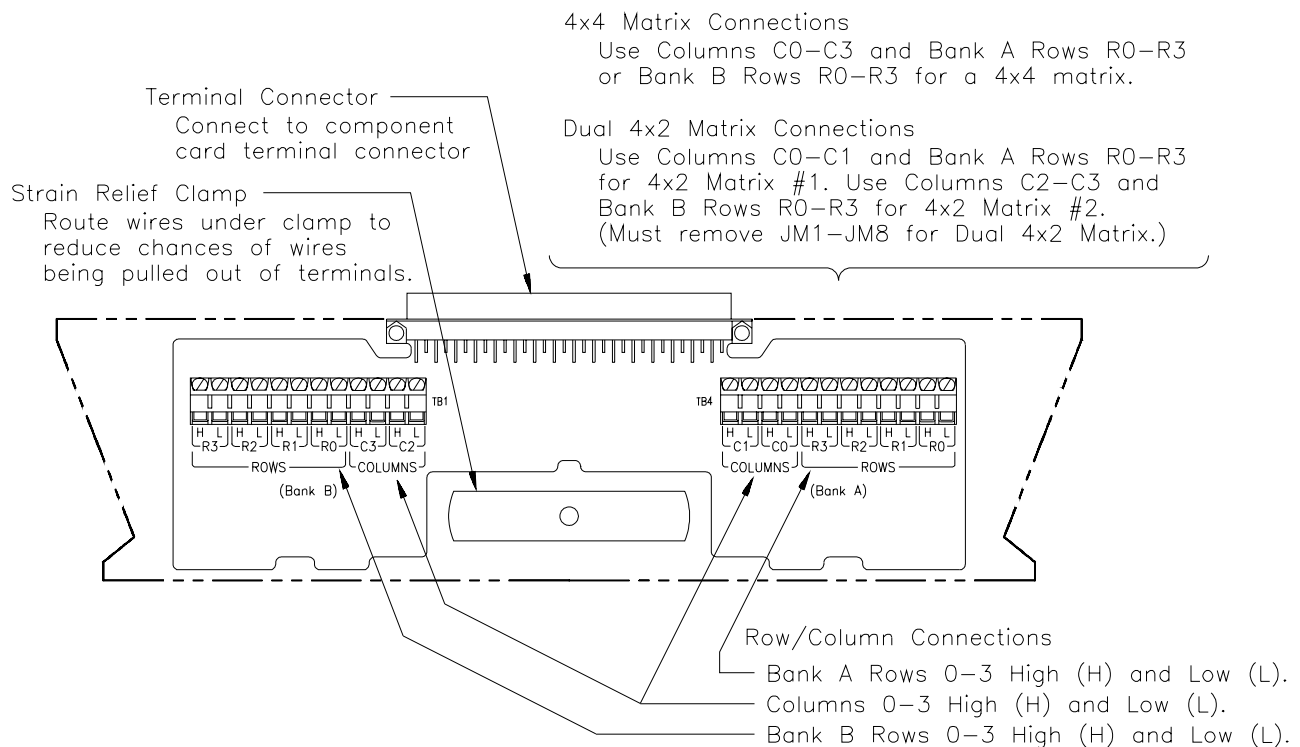 4x4 Matrix Connections
Use Columns C0-C3 and Bank A Rows R0-R3
or Bank B Rows R0-R3 for a 4x4 matrix.
Terminal Connector
Connect to component
card terminal connector
Dual 4x2 Matrix Connections
Use Columns C0-C1 and Bank A Rows R0-R3
for 4x2 Matrix #1. Use Columns C2-C3 and
Bank B Rows R0-R3 for 4x2 Matrix #2.
(Must remove JM1-JM8 for Dual 4x2 Matrix.)
Strain Relief Clamp
Route wires under clamp to
reduce chances of wires
being pulled out of terminals.
TB1
H L H L H L H L H L H L
R3 R2 R1 R0 C3 C2
ROWS COLUMNS
(Bank B)
TB4
H L H L H L H L H L H L
C1 C0 R3 R2 R1 R0
COLUMNS ROWS
(Bank A)
Row/Column Connections
Bank A Rows 0-3 High (H) and Low (L).
Columns 0-3 High (H) and Low (L).
Bank B Rows 0-3 High (H) and Low (L).